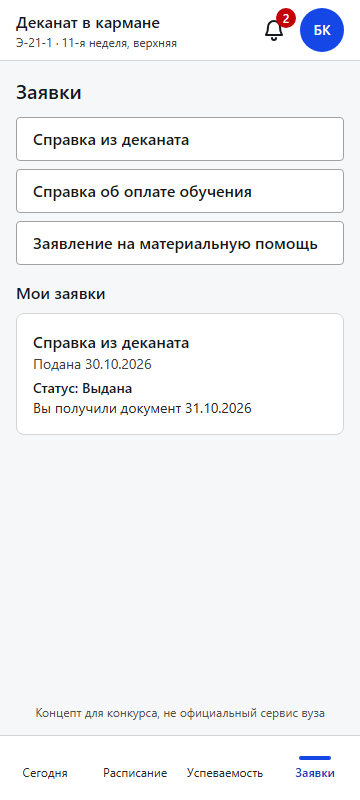 Деканат в кармане
Э-21-1 · 11-я неделя, верхняя
2
БК
Заявки
Справка из деканата
Справка об оплате обучения
Заявление на материальную помощь
Мои заявки
Справка из деканата
Подана 30.10.2026
Статус: Выдана
Вы получили документ 31.10.2026
Концепт для конкурса, не официальный сервис вуза
Сегодня
Расписание
Успеваемость
Заявки